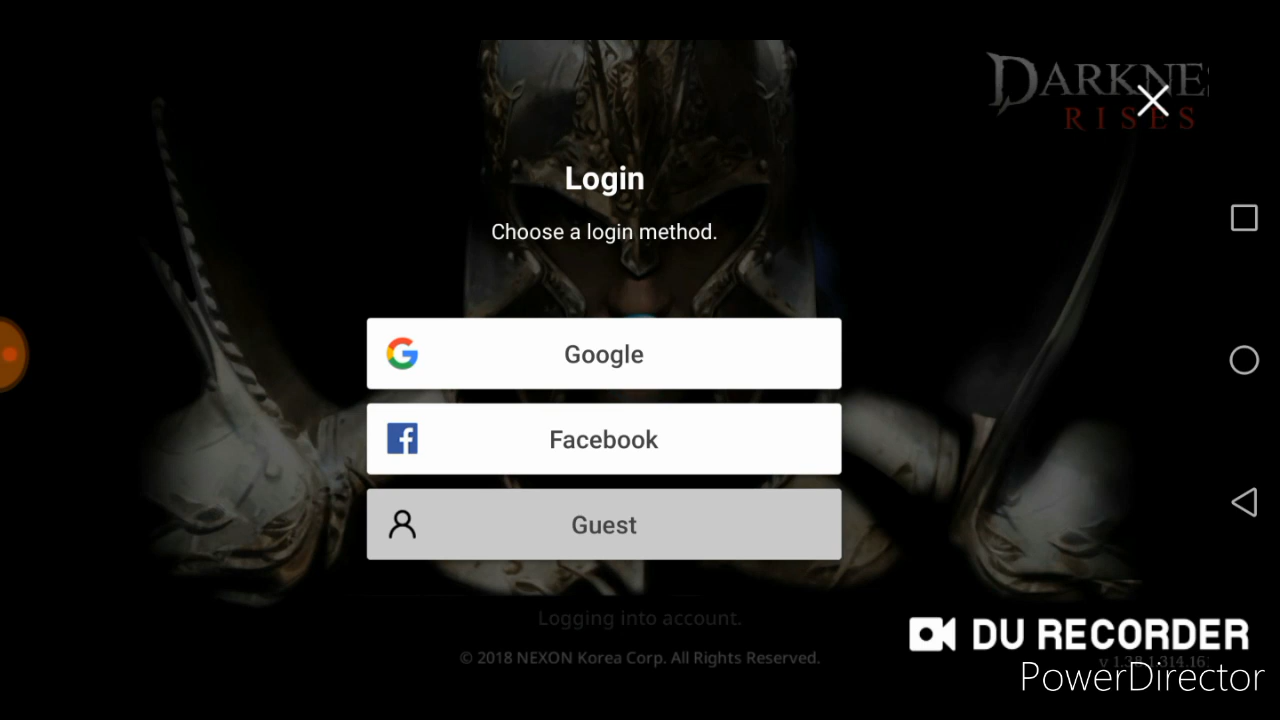 DARKNE
RISES
Login
Choose a login method.
Google
Facebook
Guest
Logging into account.
© 2018 NEXON Korea Corp. All Rights Reserved.
DU RECORDER
PowerDirector